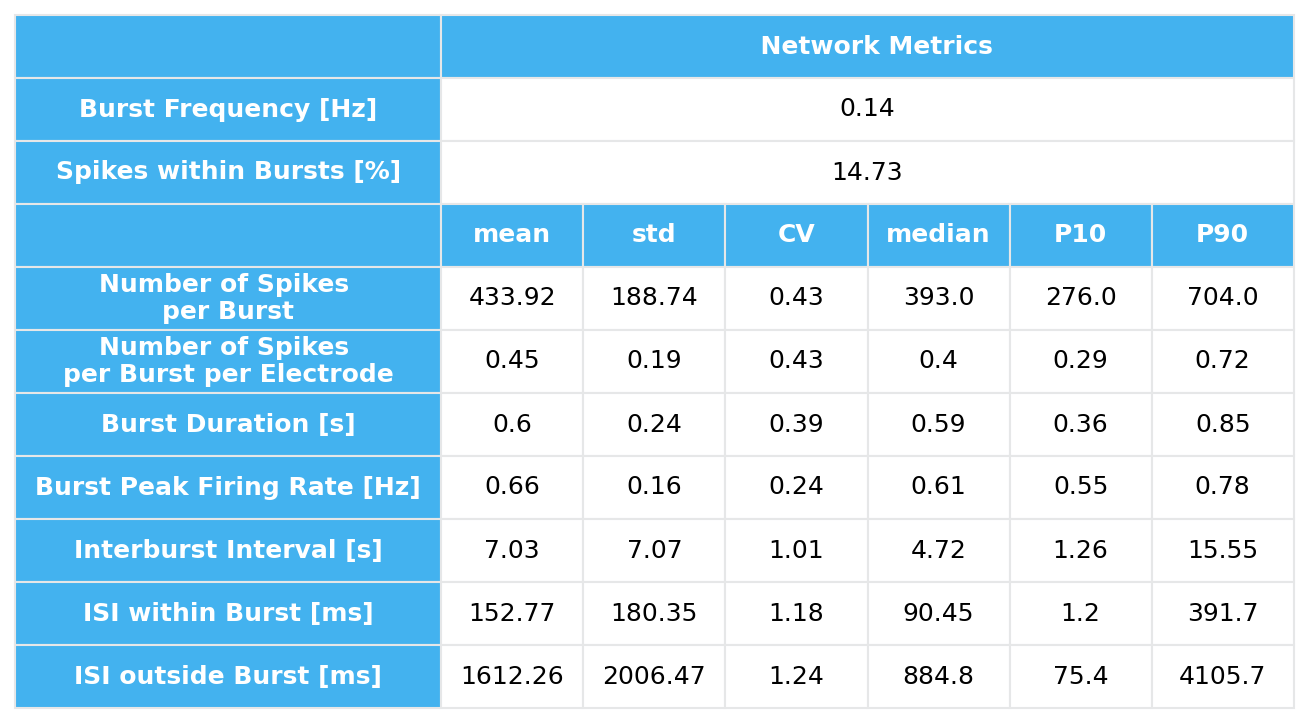 Network Metrics
Burst Frequency [Hz] 0.14
Spikes within Bursts [%] 14.73
mean std CV median P10 P90
Number of Spikes
per Burst 433.92 188.74 0.43 393.0 276.0 704.0
Number of Spikes
per Burst per Electrode 0.45 0.19 0.43 0.4 0.29 0.72
Burst Duration [s] 0.6 0.24 0.39 0.59 0.36 0.85
Burst Peak Firing Rate [Hz] 0.66 0.16 0.24 0.61 0.55 0.78
Interburst Interval [s] 7.03 7.07 1.01 4.72 1.26 15.55
ISI within Burst [ms] 152.77 180.35 1.18 90.45 1.2 391.7
ISI outside Burst [ms] 1612.26 2006.47 1.24 884.8 75.4 4105.7